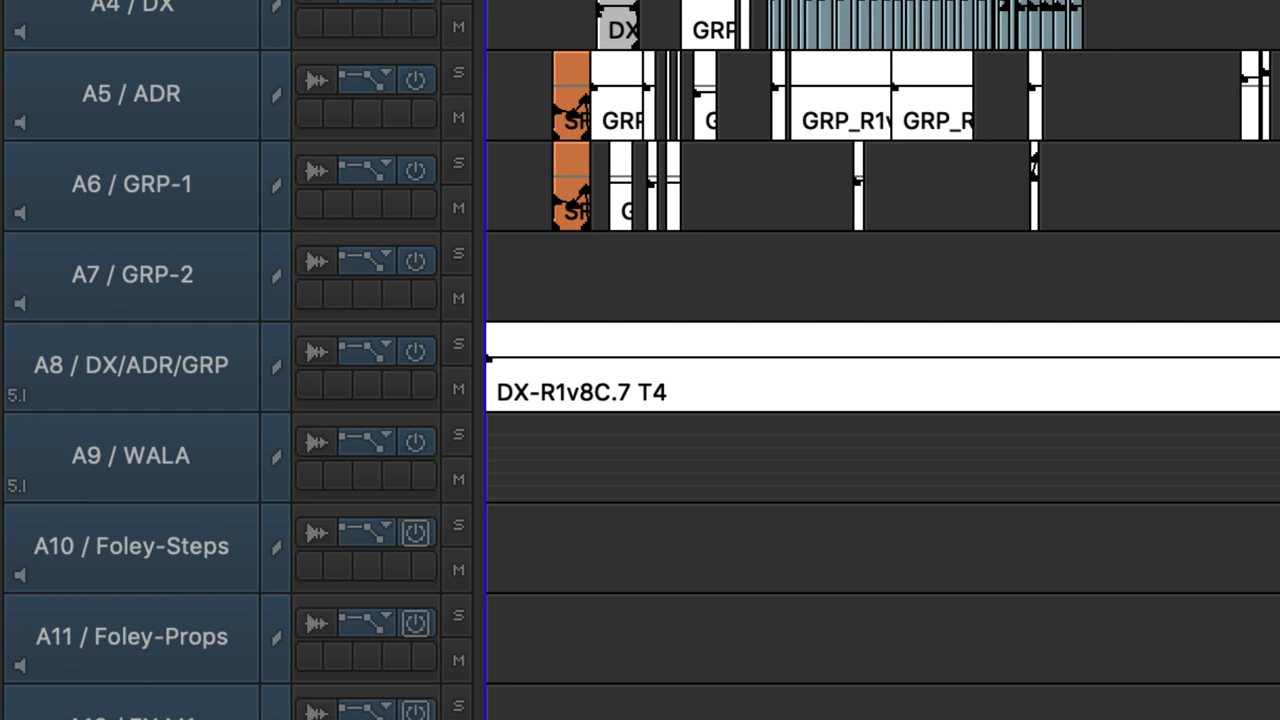 A4 / DX
M
DX
GRP
A5 / ADR
S
M
GRP
G
GRP_R1v
GRP_R
A6 / GRP-1
S
M
G
A7 / GRP-2
S
M
A8 / DX/ADR/GRP
5.1
S
M
DX-R1v8C.7 T4
A9 / WALA
5.1
S
M
A10 / Foley-Steps
S
M
A11 / Foley-Props
S
M
S